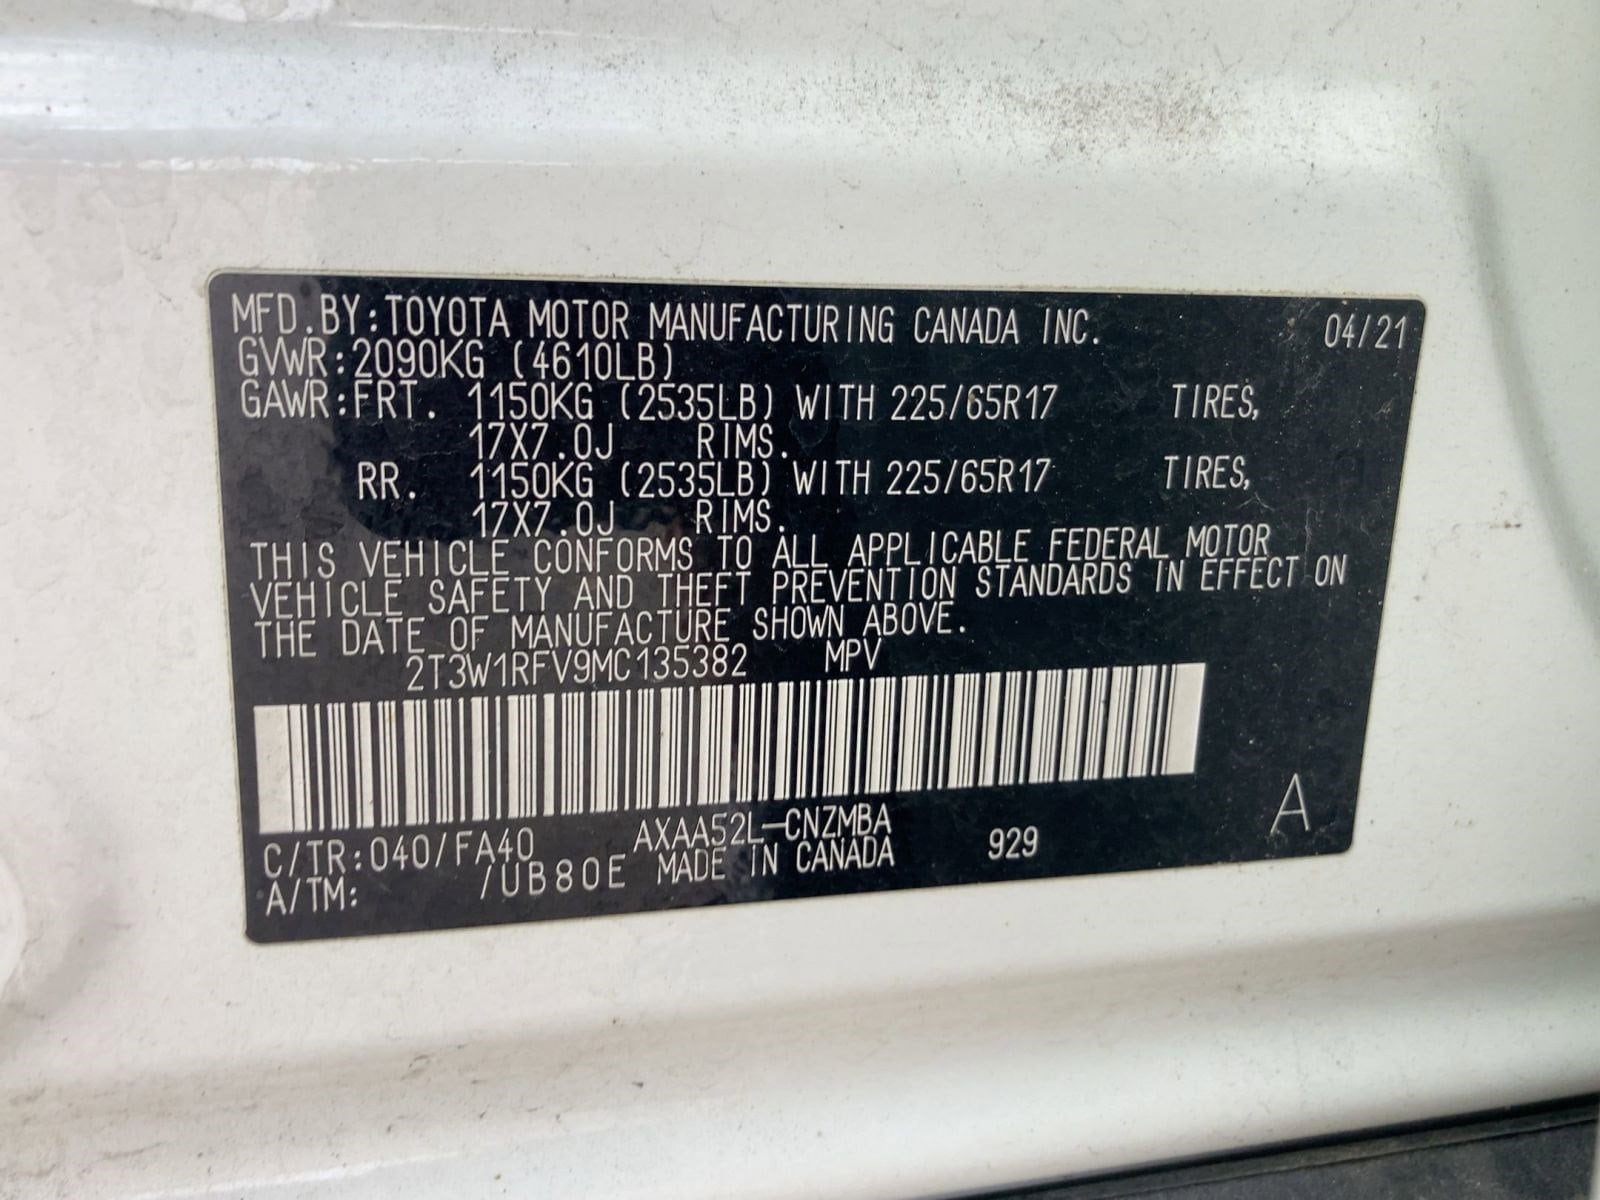 MFD.BY:TOYOTA MOTOR MANUFACTURING CANADA INC. 04/21
GVWR:2090KG (4610LB)
GAWR:FRT. 1150KG (2535LB) WITH 225/65R17 TIRES,
17X7.0J RIMS.
RR. 1150KG (2535LB) WITH 225/65R17 TIRES,
17X7.0J RIMS.
THIS VEHICLE CONFORMS TO ALL APPLICABLE FEDERAL MOTOR
VEHICLE SAFETY AND THEFT PREVENTION STANDARDS IN EFFECT ON
THE DATE OF MANUFACTURE SHOWN ABOVE.
2T3W1RFV9MC135382 MPV
A
C/TR:040/FA40 AXAA52L-CNZMBA
A/TM: /UB80E MADE IN CANADA 929